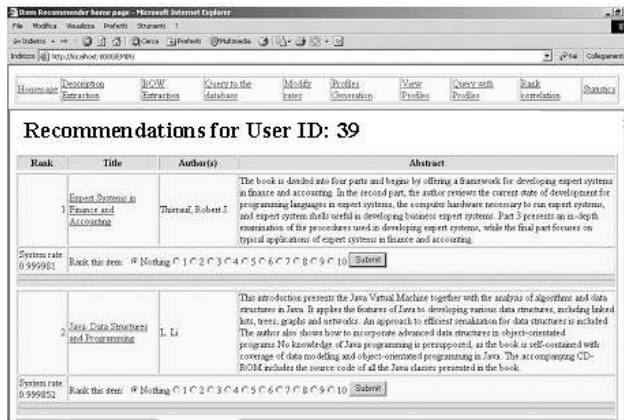 Item Recommender home page - Microsoft Internet Explorer
File Modifica Visualizza Preferiti Strumenti ?
Indietro Cerca Preferiti Multimedia
Indirizzo http://localhost:8080/EMIR/ Vai Collegamenti
Homepage Description Extraction ROW Extraction Query to the database Modify rates Profiles Generation View Profiles Query with Profiles Rank correlation Statistics
Recommendations for User ID: 39
Rank Title Author(s) Abstract
The book is divided into four parts and begins by offering a framework for developing expert systems
in finance and accounting. In the second part, the author reviews the current state of development for
1 Expert Systems in Finance and Accounting Thierauf, Robert J. programming languages in expert systems, the computer hardware necessary to run expert systems,
and expert system shells useful in developing business expert systems. Part 3 presents an in-depth
examination of the procedures used in developing expert systems, while the final part focuses on
typical applications of expert systems in finance and accounting.
System rate: 0.999981 Rank this item: Nothing 1 2 3 4 5 6 7 8 9 10 Submit
This introduction presents the Java Virtual Machine together with the analysis of algorithms and data
structures in Java. It applies the features of Java to developing various data structures, including linked
lists, trees, graphs and networks. An approach to efficient serialization for data structures is included.
2 Java: Data Structures and Programming L. Li The author also shows how to incorporate advanced data structures in object-orientated
programs. No knowledge of Java programming is presupposed, as the book is self-contained with
coverage of data modelling and object-orientated programming in Java. The accompanying CD-
ROM includes the source code of all the Java classes presented in the book.
System rate: 0.999852 Rank this item: Nothing 1 2 3 4 5 6 7 8 9 10 Submit